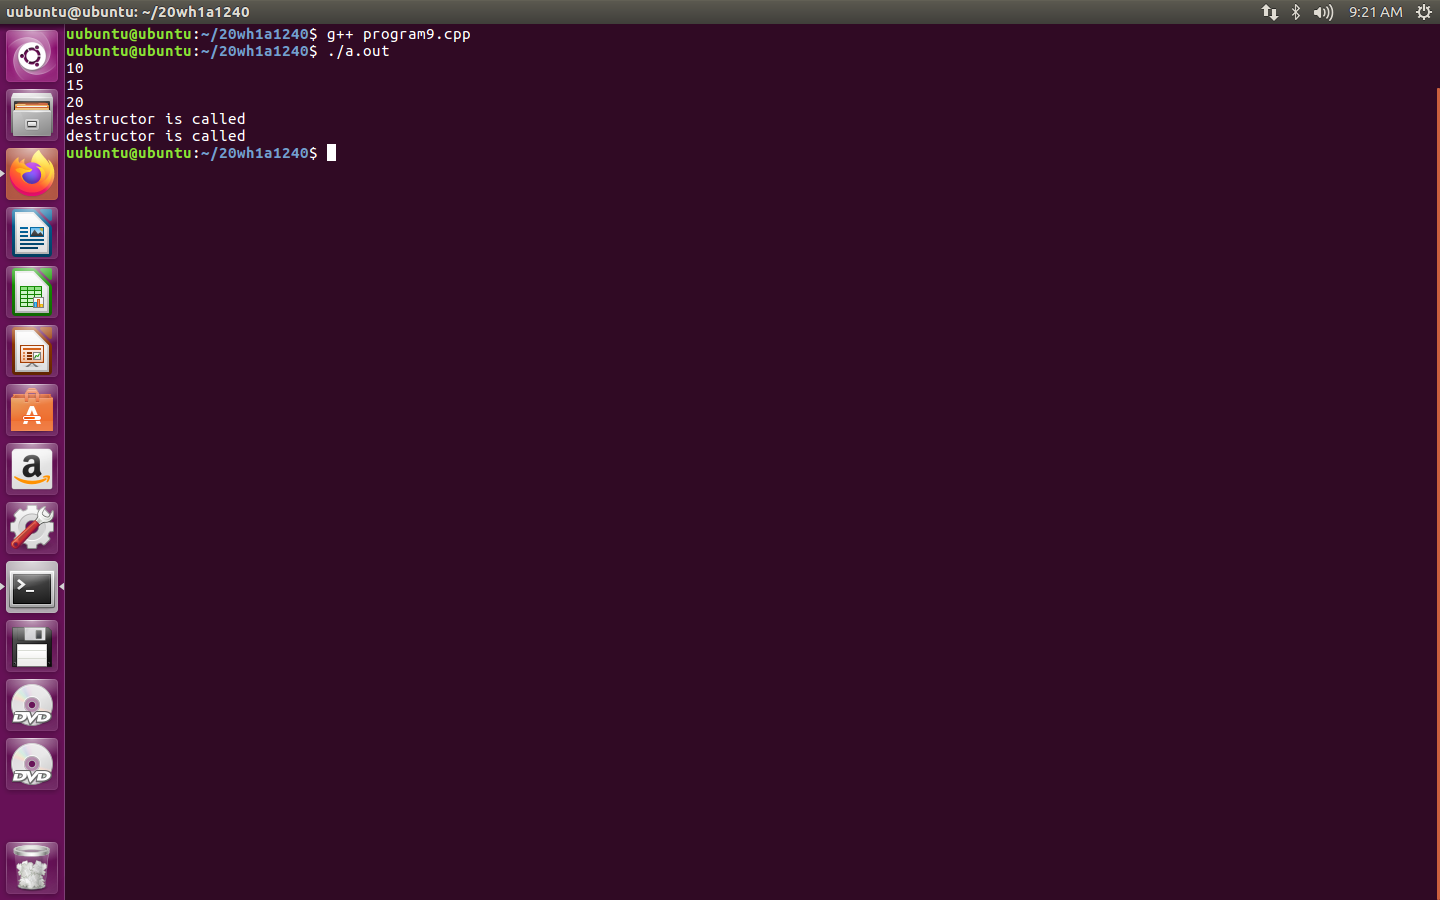 uubuntu@ubuntu: ~/20wh1a1240
9:21 AM
uubuntu@ubuntu:~/20wh1a1240$ g++ program9.cpp
uubuntu@ubuntu:~/20wh1a1240$ ./a.out
10
15
20
destructor is called
destructor is called
uubuntu@ubuntu:~/20wh1a1240$
A
a
>_
DVD
DVD